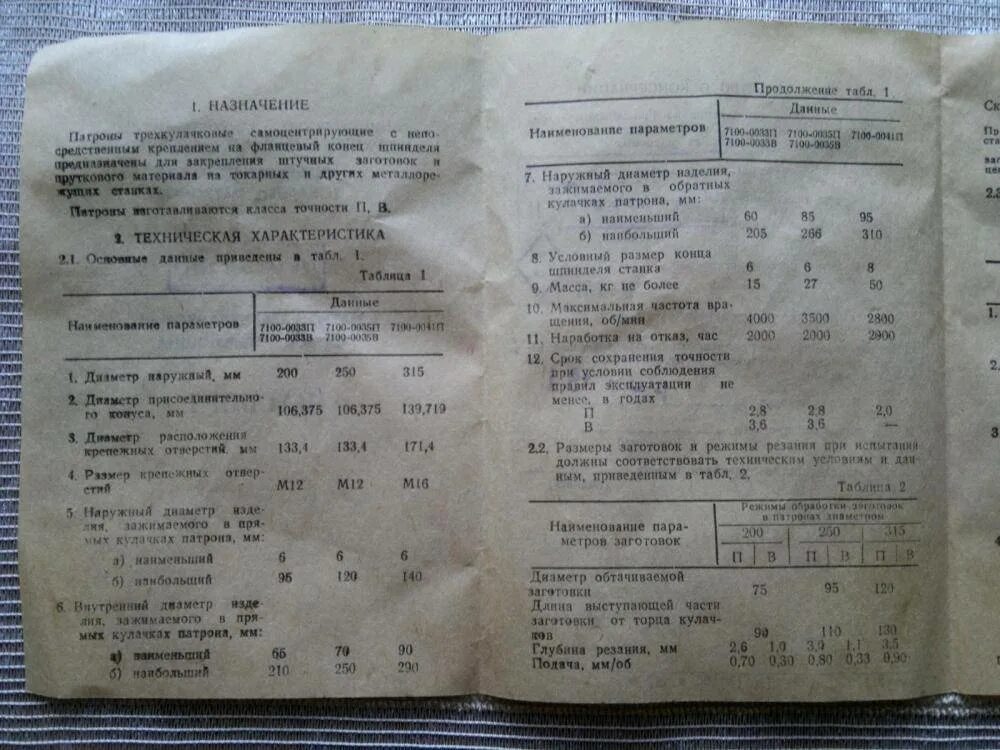 1. НАЗНАЧЕНИЕ
Патроны трехкулачковые самоцентрирующие с непо-
средственным креплением на фланцевый конец шпинделя
предназначены для закрепления штучных заготовок и
пруткового материала на токарных и других металлоре-
жущих станках.
Патроны изготавливаются класса точности П, В.
2. ТЕХНИЧЕСКАЯ ХАРАКТЕРИСТИКА
2.1. Основные данные приведены в табл. 1.
Таблица 1
Данные
Наименование параметров
7100-0033П 7100-0035П 7100-0041П
7100-0033В 7100-0035В
1. Диаметр наружный, мм 200 250 315
2. Диаметр присоединительно-
го конуса, мм 106,375 106,375 139,719
3. Диаметр расположения
крепежных отверстий, мм 133,4 133,4 171,4
4. Размер крепежных отвер-
стий М12 М12 М16
5. Наружный диаметр изде-
лия, зажимаемого в пря-
мых кулачках патрона, мм:
а) наименьший 6 6 6
б) наибольший 95 120 140
6. Внутренний диаметр изде-
лия, зажимаемого в пря-
мых кулачках патрона, мм:
а) наименьший 65 70 90
б) наибольший 210 250 290
Продолжение табл. 1.
Данные
Наименование параметров
7100-0033П 7100-0035П 7100-0041П
7100-0033В 7100-0035В
7. Наружный диаметр изделия,
зажимаемого в обратных
кулачках патрона, мм:
а) наименьший 60 85 95
б) наибольший 205 266 310
8. Условный размер конца
шпинделя станка 6 6 8
9. Масса, кг не более 15 27 50
10. Максимальная частота вра-
щения, об/мин 4000 3500 2800
11. Наработка на отказ, час 2000 2000 2900
12. Срок сохранения точности
при условии соблюдения
правил эксплуатации не
менее, в годах
П 2,8 2,8 2,0
В 3,6 3,6 —
2.2. Размеры заготовок и режимы резания при испытаний
должны соответствовать техническим условиям и дан-
ным, приведенным в табл. 2.
Таблица 2
Режимы обработки заготовок
в патронах диаметром
Наименование пара-
метров заготовок
200 250 315
П В П В П В
Диаметр обтачиваемой
заготовки 75 95 120
Длина выступающей части
заготовки от торца кулач-
ков 90 110 130
Глубина резания, мм 2,6 1,0 3,0 1,1 3,5
Подача, мм/об 0,70 0,30 0,80 0,33 0,90